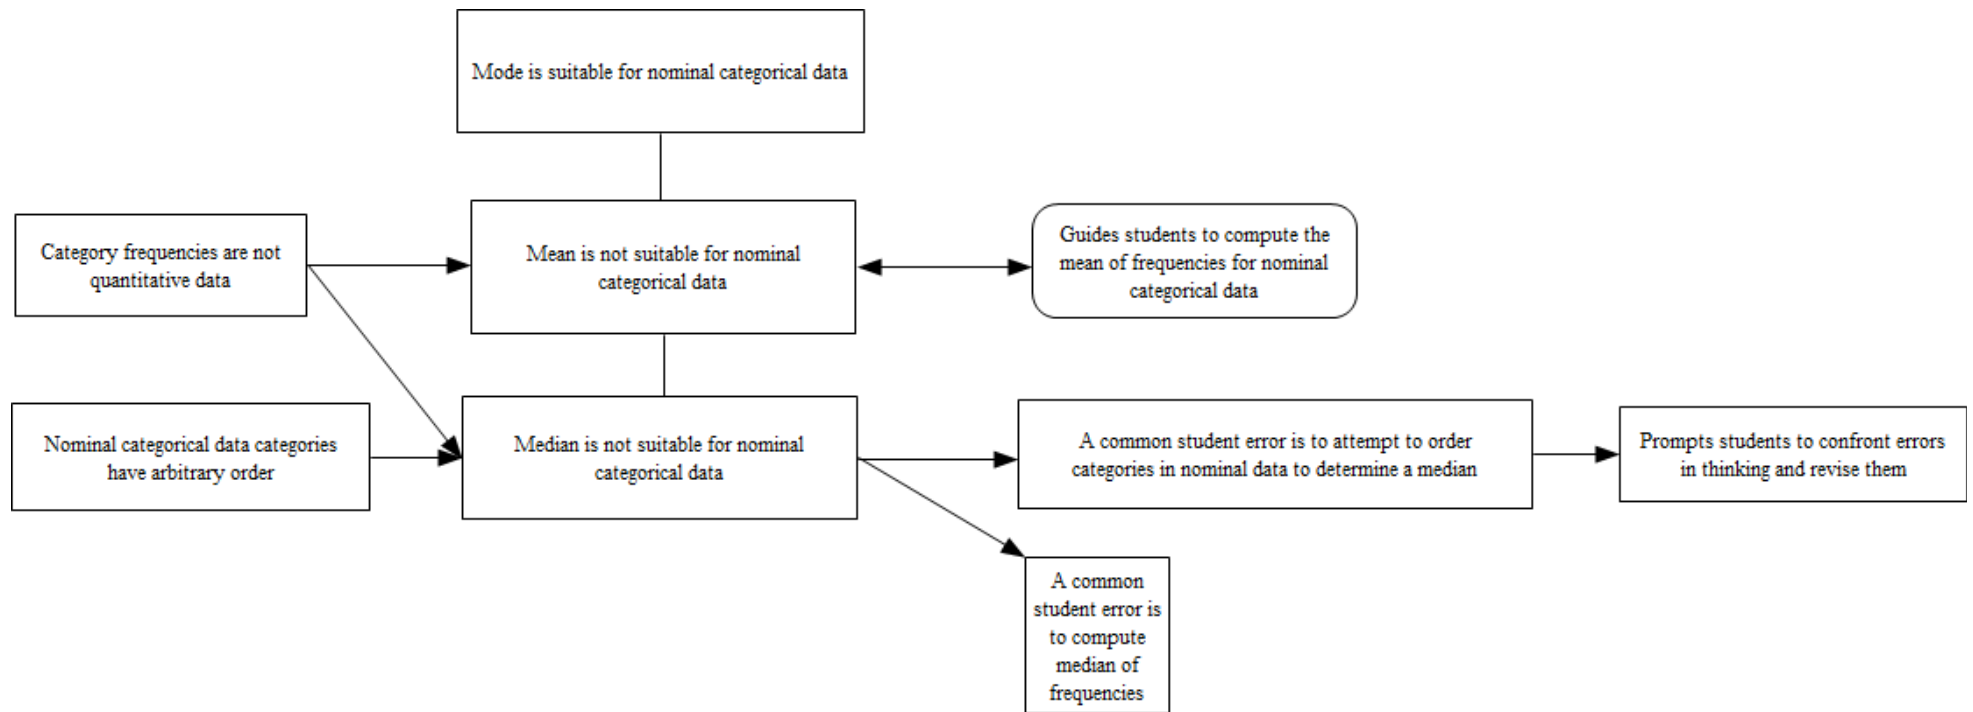 Mode is suitable for nominal categorical data
Category frequencies are not
quantitative data
Mean is not suitable for nominal
categorical data
Guides students to compute the
mean of frequencies for nominal
categorical data
Nominal categorical data categories
have arbitrary order
Median is not suitable for nominal
categorical data
A common student error is to attempt to order
categories in nominal data to determine a median
Prompts students to confront errors
in thinking and revise them
A common
student error is
to compute
median of
frequencies